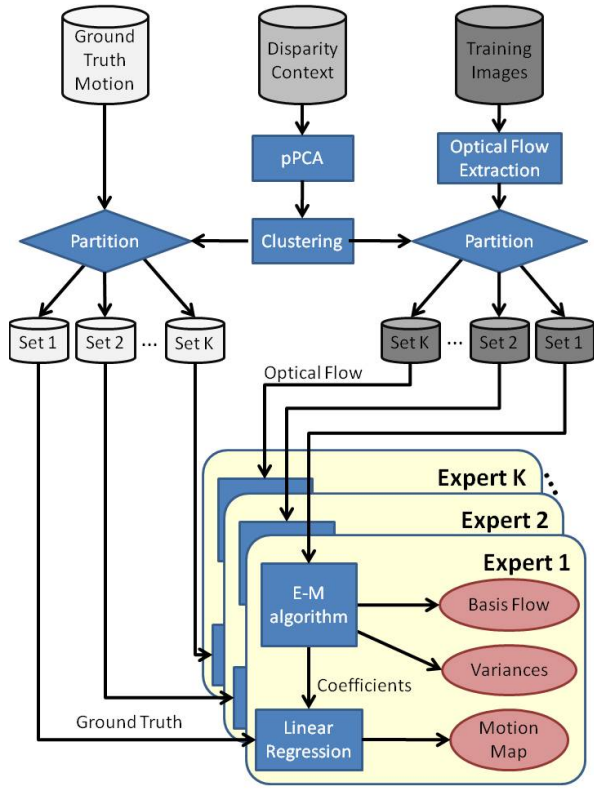 Ground
Truth
Motion
Disparity
Context
Training
Images
pPCA
Optical Flow
Extraction
Partition
Clustering
Partition
Set 1
Set 2
...
Set K
Set K
...
Set 2
Set 1
Optical Flow
Expert K
Expert 2
Expert 1
E-M
algorithm
Basis Flow
Variances
Coefficients
Ground Truth
Linear
Regression
Motion
Map